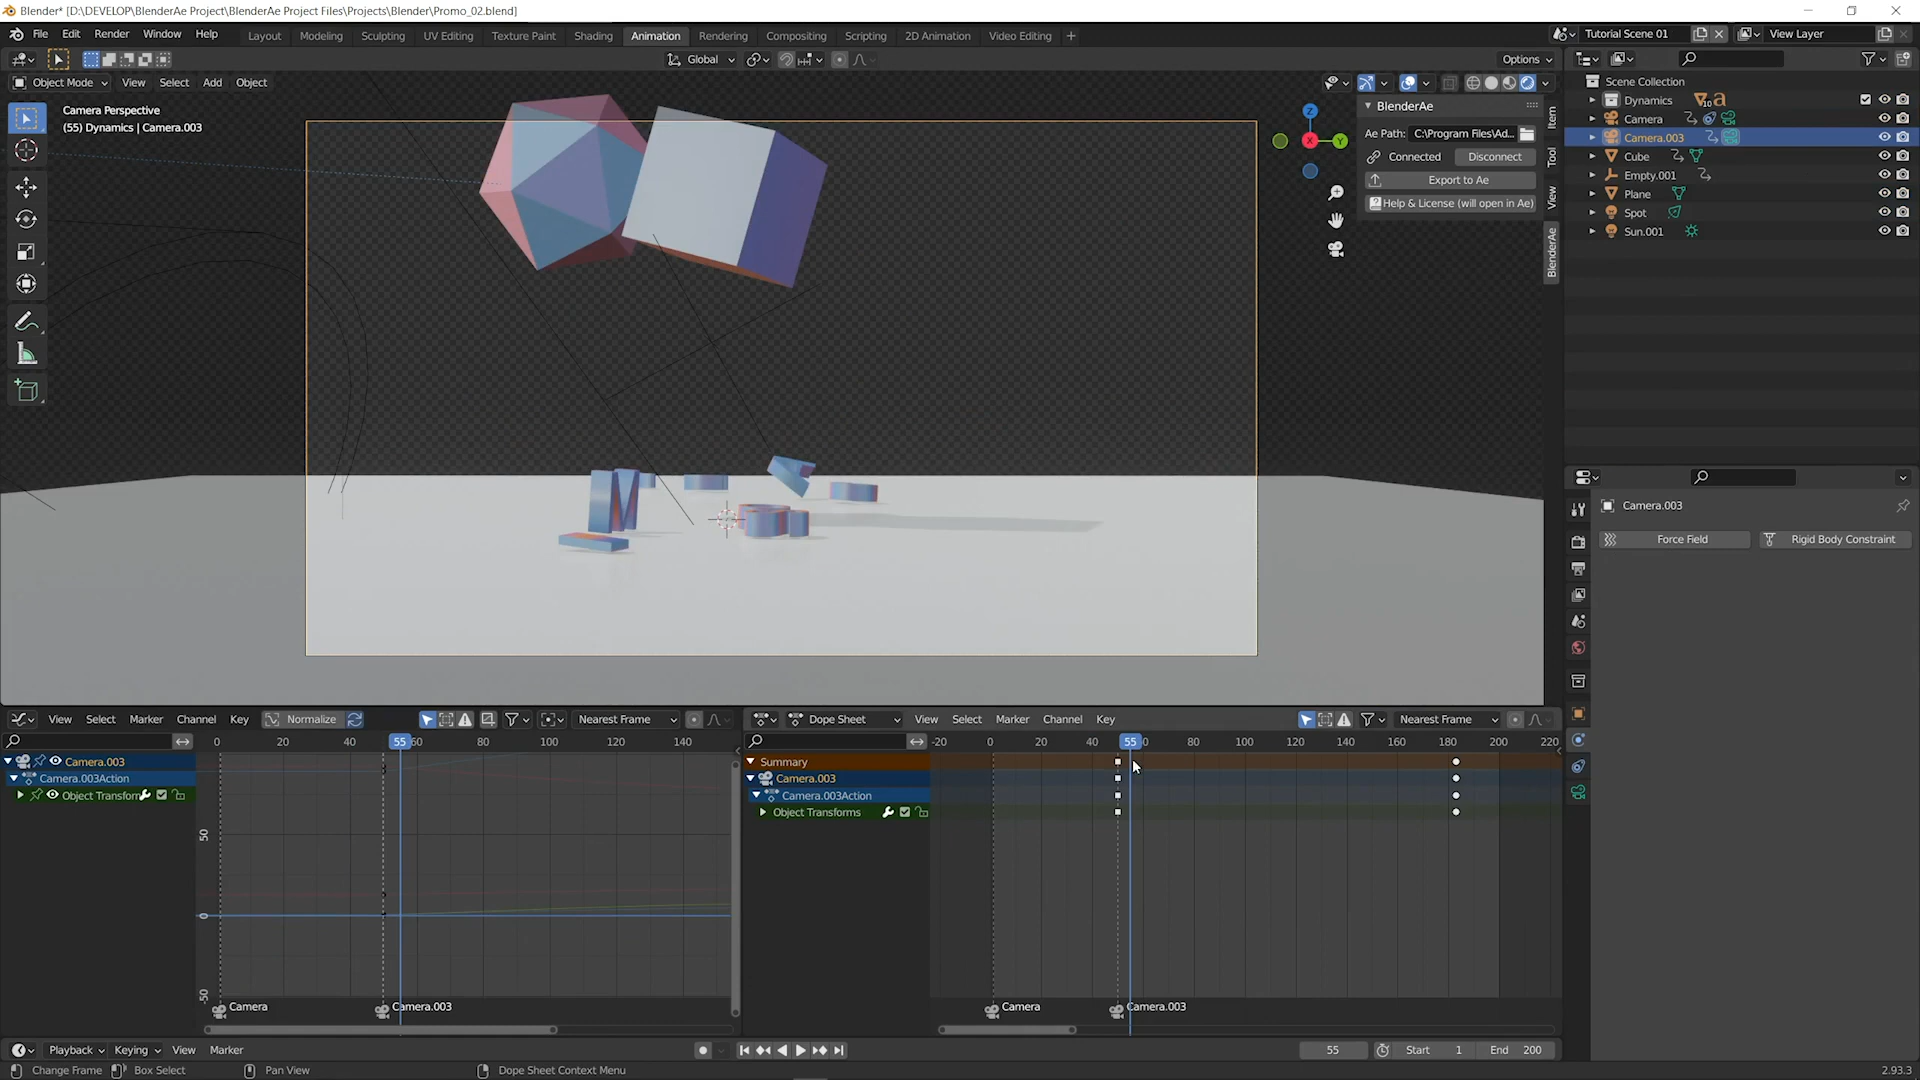 Blender* [D:\DEVELOP\BlenderAe Project\BlenderAe Project Files\Projects\Blender\Promo_02.blend]
File Edit Render Window Help
Layout Modeling Sculpting UV Editing Texture Paint Shading Animation Rendering Compositing Scripting 2D Animation Video Editing +
Tutorial Scene 01 View Layer
Global Options
Object Mode View Select Add Object
Camera Perspective
(55) Dynamics | Camera.003
Z
Y
X
BlenderAe
Ae Path: C:\Program Files\Ad...
Connected Disconnect
Export to Ae
Help & License (will open in Ae)
Item
Tool
View
BlenderAe
Scene Collection
Dynamics 10
Camera
Camera.003
Cube
Empty.001
Plane
Spot
Sun.001
Camera.003
Force Field Rigid Body Constraint
View Select Marker Channel Key Normalize Nearest Frame
0 20 40 55 60 80 100 120 140
Camera.003
Camera.003Action
Object Transform
50
0
-50
Camera Camera.003
Dope Sheet View Select Marker Channel Key Nearest Frame
-20 0 20 40 55 0 80 100 120 140 160 180 200 220
Summary
Camera.003
Camera.003Action
Object Transforms
Camera Camera.003
Playback Keying View Marker
55 Start 1 End 200
Change Frame Box Select Pan View Dope Sheet Context Menu
2.93.3